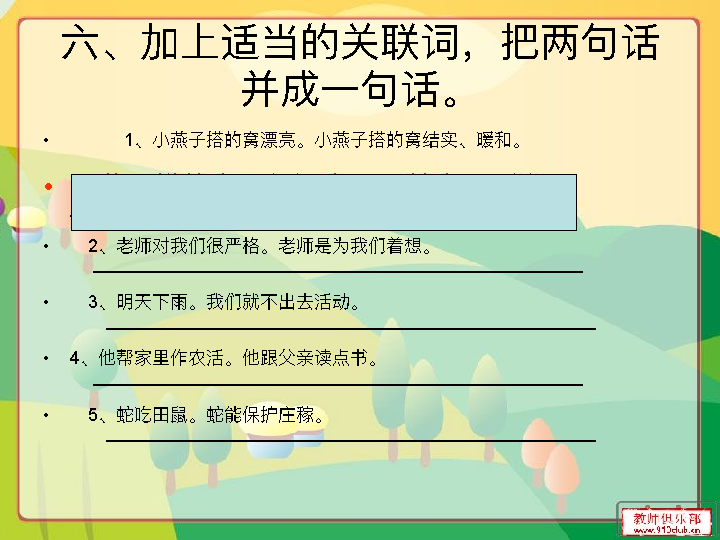 六、加上适当的关联词，把两句话
并成一句话。
• 1、小燕子搭的窝漂亮。小燕子搭的窝结实、暖和。
• 2、老师对我们很严格。老师是为我们着想。
• 3、明天下雨。我们就不出去活动。
• 4、他帮家里作农活。他跟父亲读点书。
• 5、蛇吃田鼠。蛇能保护庄稼。
教师俱乐部
www.910club.cn